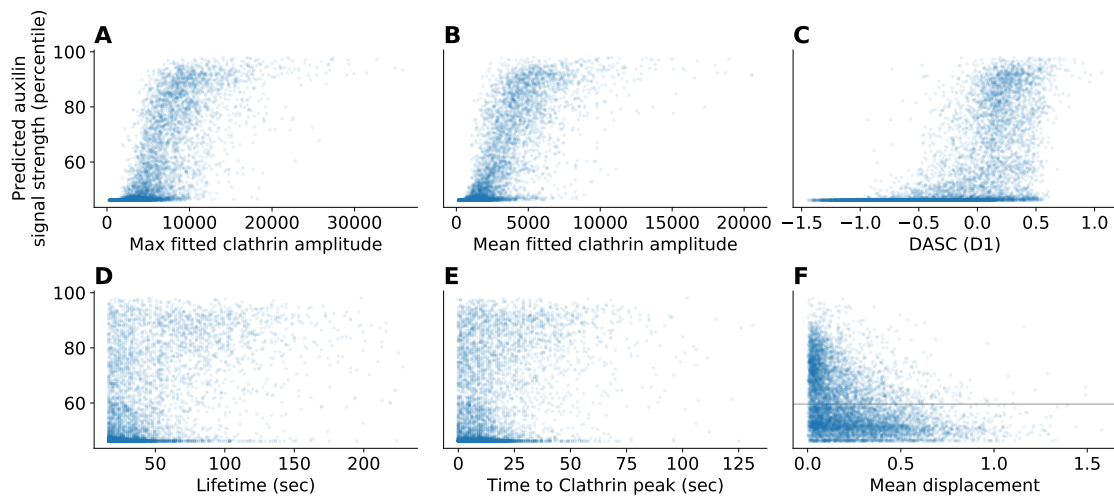 A
B
C
Predicted auxilin
signal strength (percentile)
100
80
60
0
10000
20000
30000
Max fitted clathrin amplitude
0
5000
10000
15000
20000
Mean fitted clathrin amplitude
−1.5
−1.0
−0.5
0.0
0.5
1.0
DASC (D1)
D
E
F
100
80
60
50
100
150
200
Lifetime (sec)
0
25
50
75
100
125
Time to Clathrin peak (sec)
0.0
0.5
1.0
1.5
Mean displacement